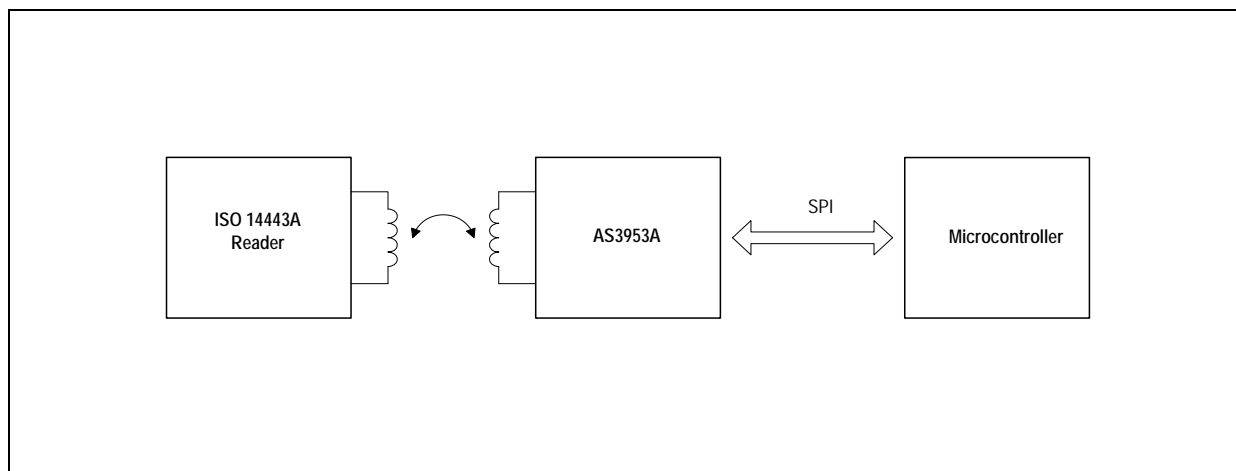 ISO 14443A
Reader
AS3953A
SPI
Microcontroller